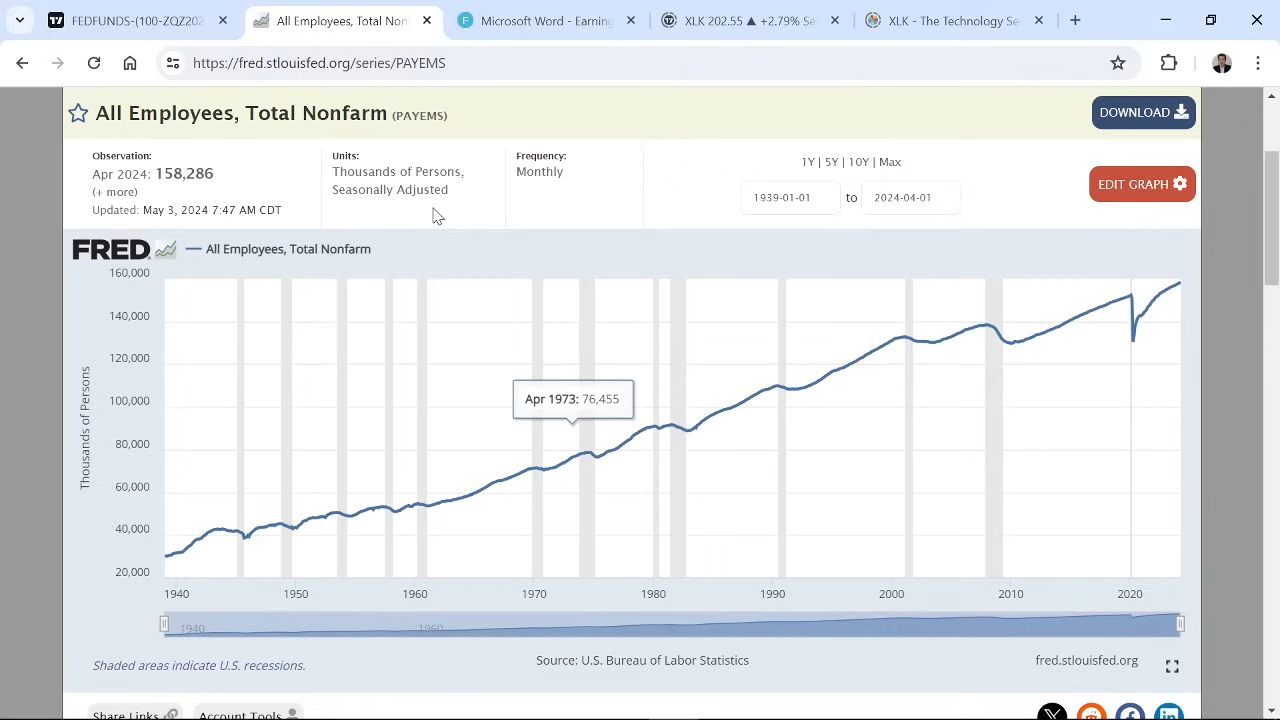 FEDFUNDS-(100-ZQZ202
All Employees, Total Non
Microsoft Word - Earning
XLK 202.55 ▲ +2.79% Se
XLK - The Technology Se
https://fred.stlouisfed.org/series/PAYEMS
All Employees, Total Nonfarm (PAYEMS)
DOWNLOAD
Observation:
Apr 2024: 158,286
(+ more)
Updated: May 3, 2024 7:47 AM CDT
Units:
Thousands of Persons,
Seasonally Adjusted
Frequency:
Monthly
1Y | 5Y | 10Y | Max
1939-01-01 to 2024-04-01
EDIT GRAPH
FRED
All Employees, Total Nonfarm
160,000
140,000
120,000
100,000
80,000
60,000
40,000
20,000
Thousands of Persons
Apr 1973: 76,455
1940 1950 1960 1970 1980 1990 2000 2010 2020
1940 1960
Shaded areas indicate U.S. recessions.
Source: U.S. Bureau of Labor Statistics
fred.stlouisfed.org
Share Links
Account Tools